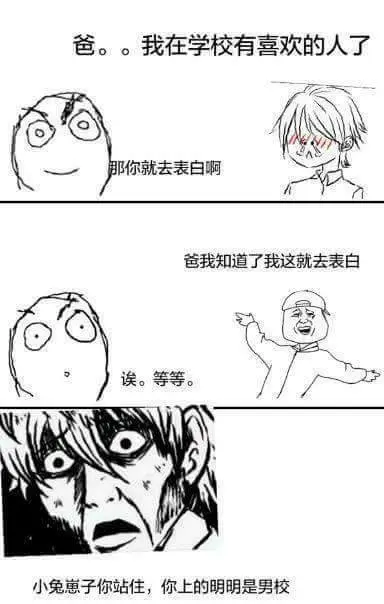 爸。。我在学校有喜欢的人了
那你就去表白啊
爸我知道了我这就去表白
诶。等等。
小兔崽子你站住，你上的明明是男校